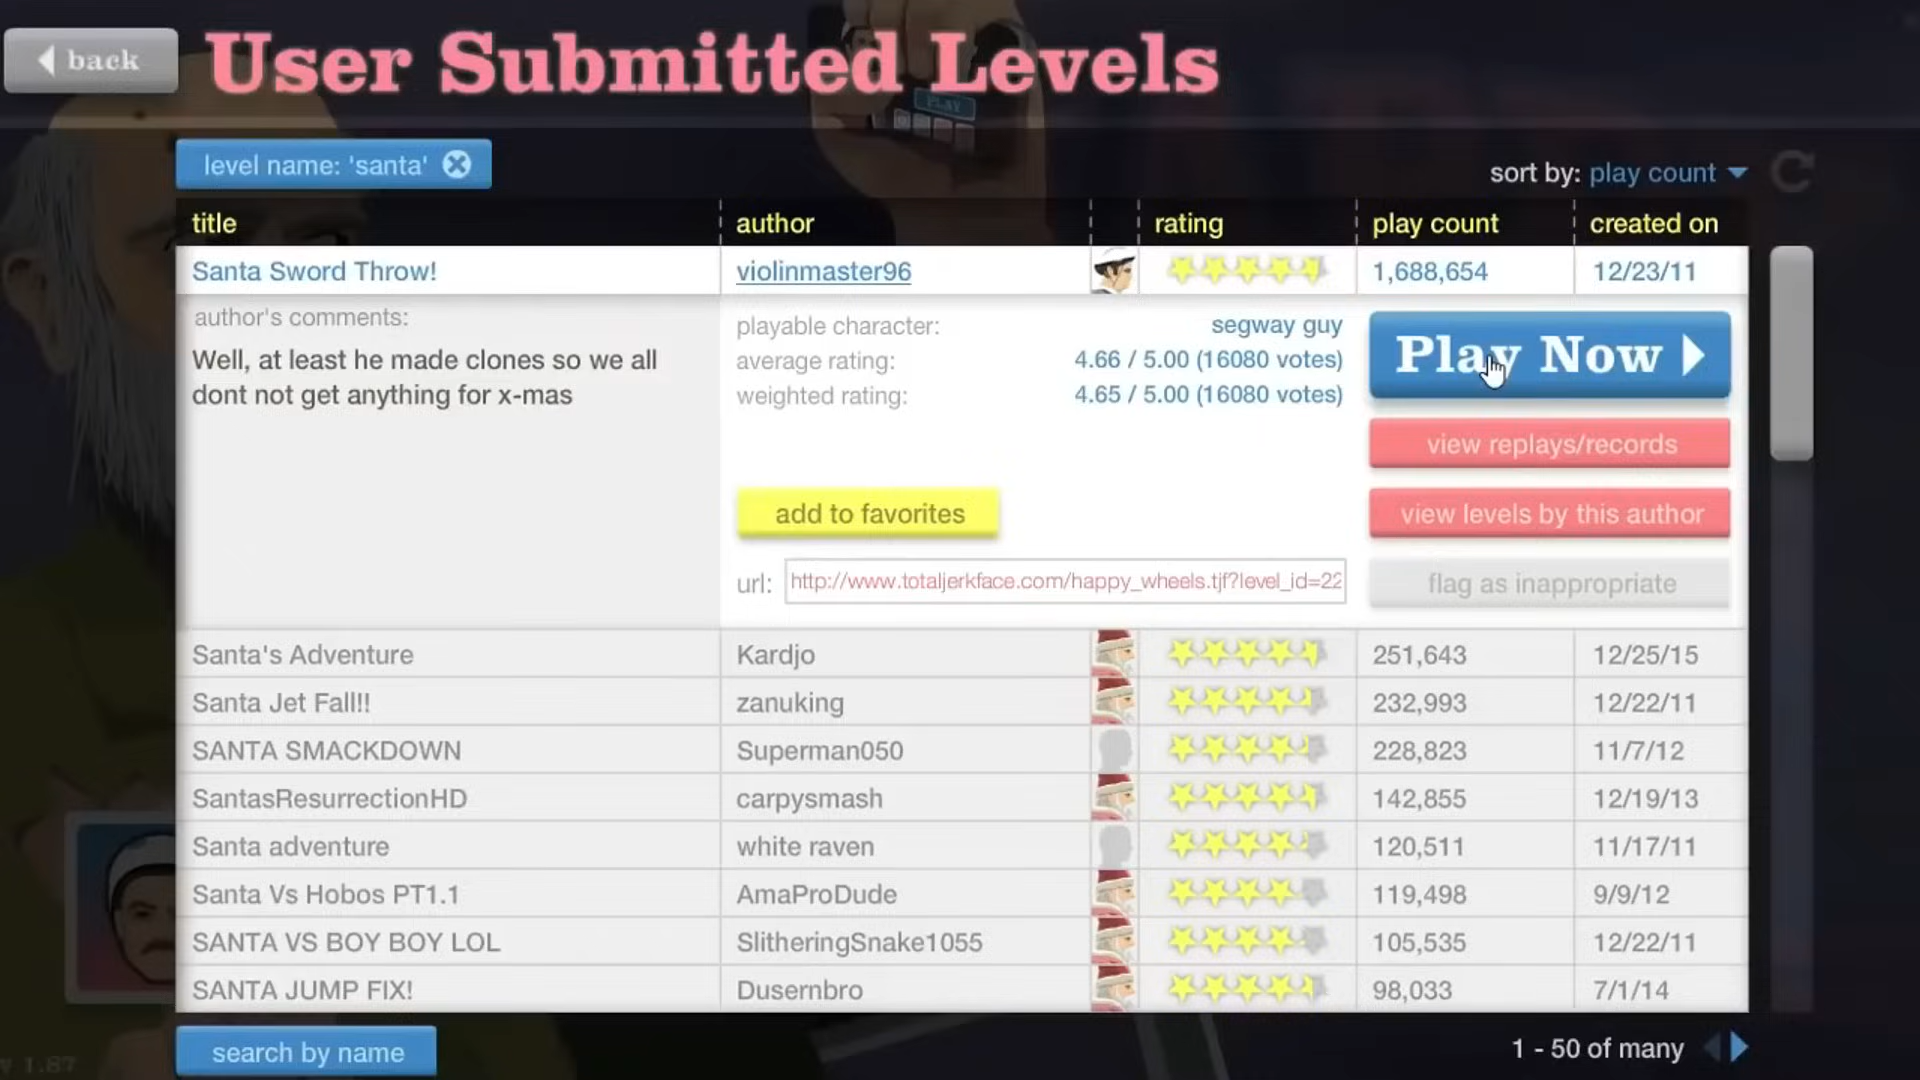 back
User Submitted Levels
PLAY
level name: 'santa'
sort by: play count
title author rating play count created on
Santa Sword Throw! violinmaster96 1,688,654 12/23/11
author's comments:
Well, at least he made clones so we all
dont not get anything for x-mas
playable character: segway guy
average rating: 4.66 / 5.00 (16080 votes)
weighted rating: 4.65 / 5.00 (16080 votes)
Play Now
view replays/records
add to favorites
view levels by this author
url: http://www.totaljerkface.com/happy_wheels.tjf?level_id=22
flag as inappropriate
Santa's Adventure Kardjo 251,643 12/25/15
Santa Jet Fall!! zanuking 232,993 12/22/11
SANTA SMACKDOWN Superman050 228,823 11/7/12
SantasResurrectionHD carpysmash 142,855 12/19/13
Santa adventure white raven 120,511 11/17/11
Santa Vs Hobos PT1.1 AmaProDude 119,498 9/9/12
SANTA VS BOY BOY LOL SlitheringSnake1055 105,535 12/22/11
SANTA JUMP FIX! Dusernbro 98,033 7/1/14
search by name
1 - 50 of many
v 1.87